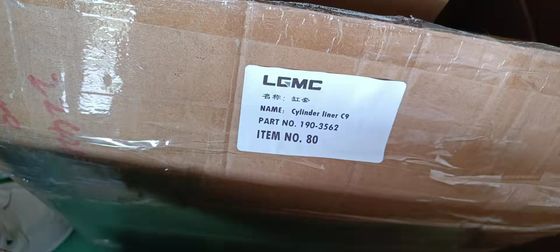 LGMC
名称: 缸套
NAME: Cylinder liner C9
PART NO. 190-3562
ITEM NO. 80